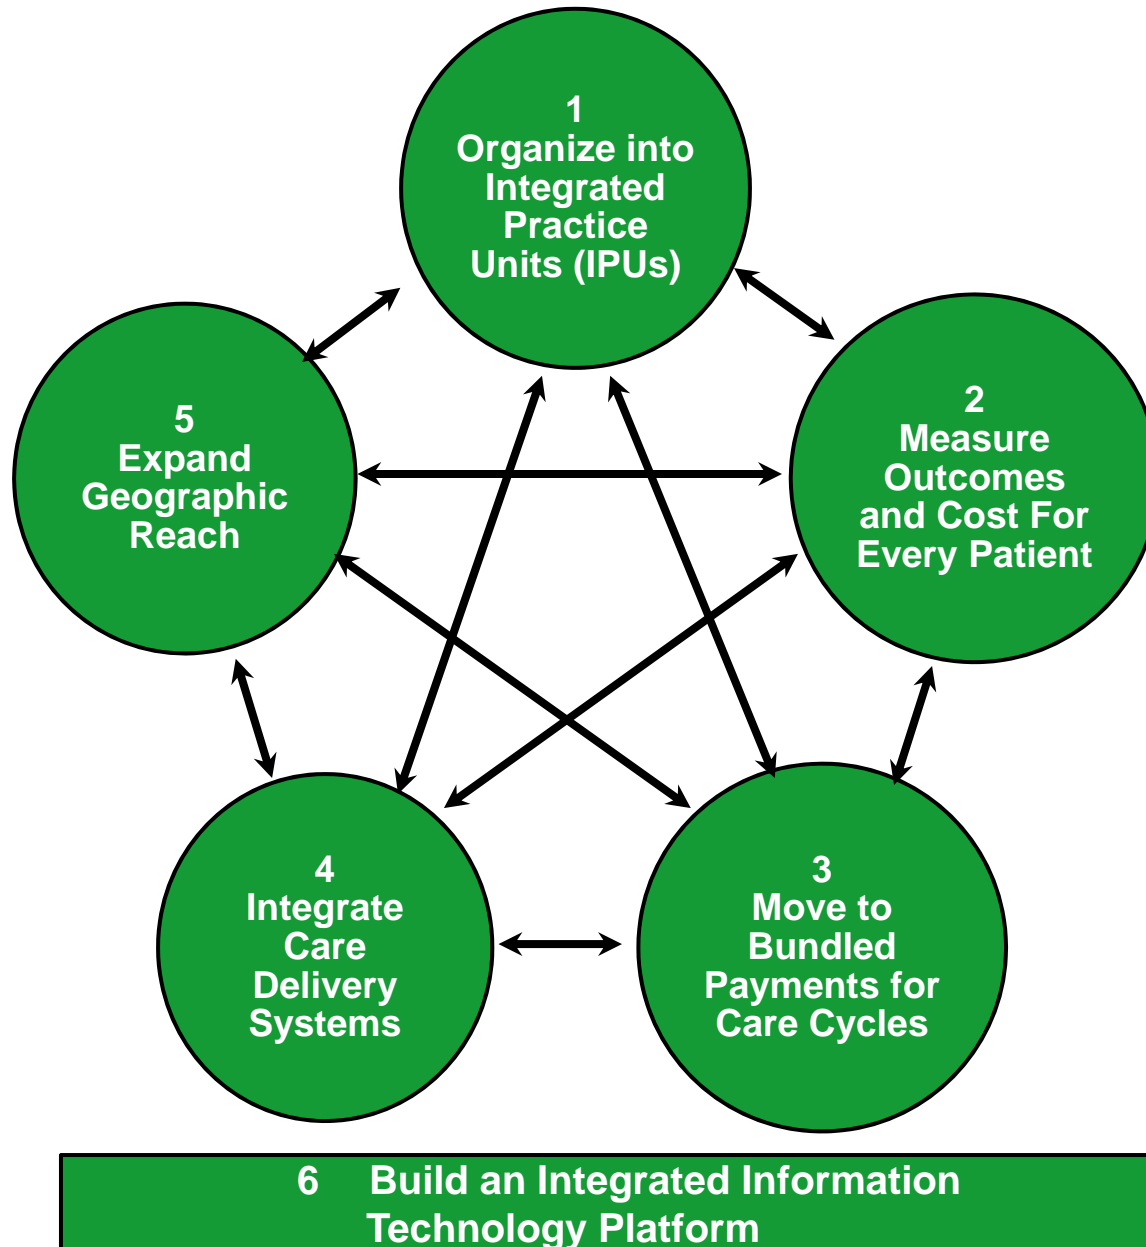 1
Organize into
Integrated
Practice
Units (IPUs)
2
Measure
Outcomes
and Cost For
Every Patient
3
Move to
Bundled
Payments for
Care Cycles
4
Integrate
Care
Delivery
Systems
5
Expand
Geographic
Reach
6 Build an Integrated Information
Technology Platform